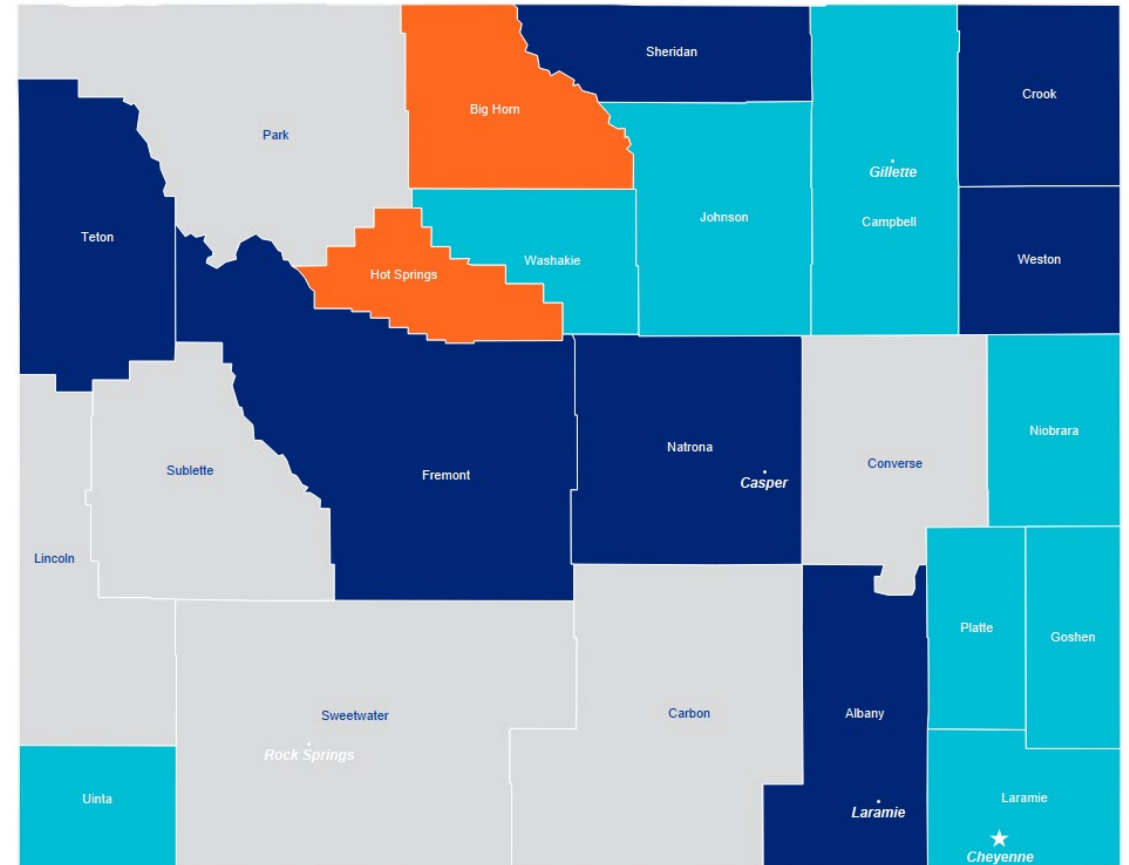 Sheridan
Crook
Big Horn
Park
Gillette
Johnson
Campbell
Teton
Washakie
Weston
Hot Springs
Niobrara
Natrona
Converse
Sublette
Fremont
Casper
Lincoln
Platte
Goshen
Sweetwater
Carbon
Albany
Rock Springs
Uinta
Laramie
Laramie
Cheyenne